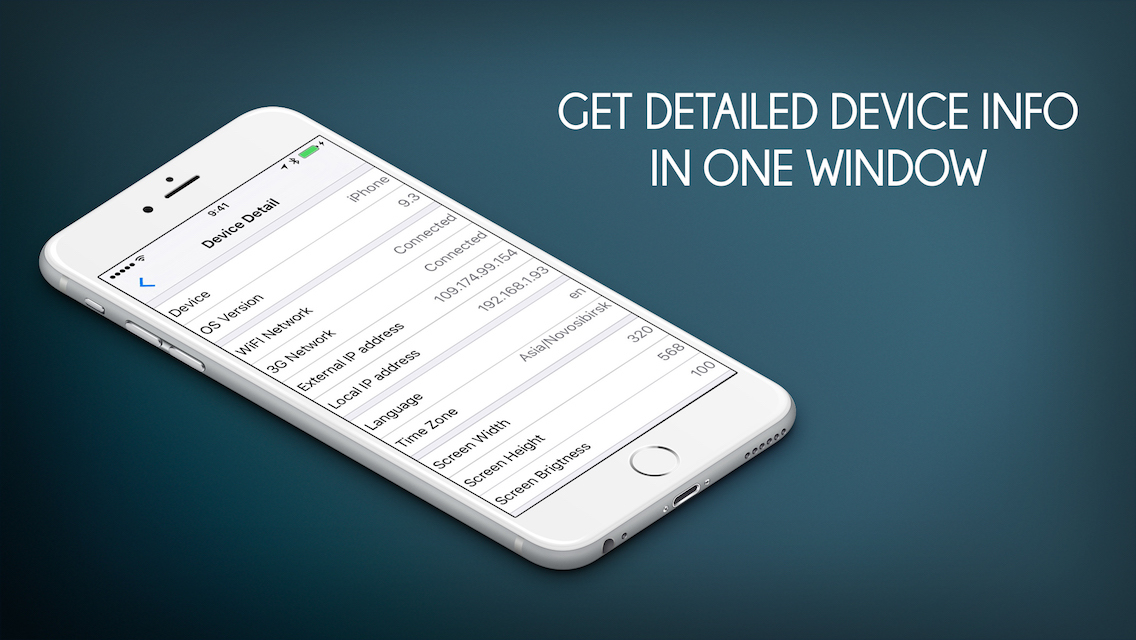 GET DETAILED DEVICE INFO
IN ONE WINDOW
9:41
Device Detail
Device iPhone
OS Version 9.3
WiFI Network Connected
3G Network Connected
External IP address 109.174.99.154
Local IP address 192.168.1.93
Language en
Time Zone Asia/Novosibirsk
Screen Width 320
Screen Height 568
Screen Brigtness 100